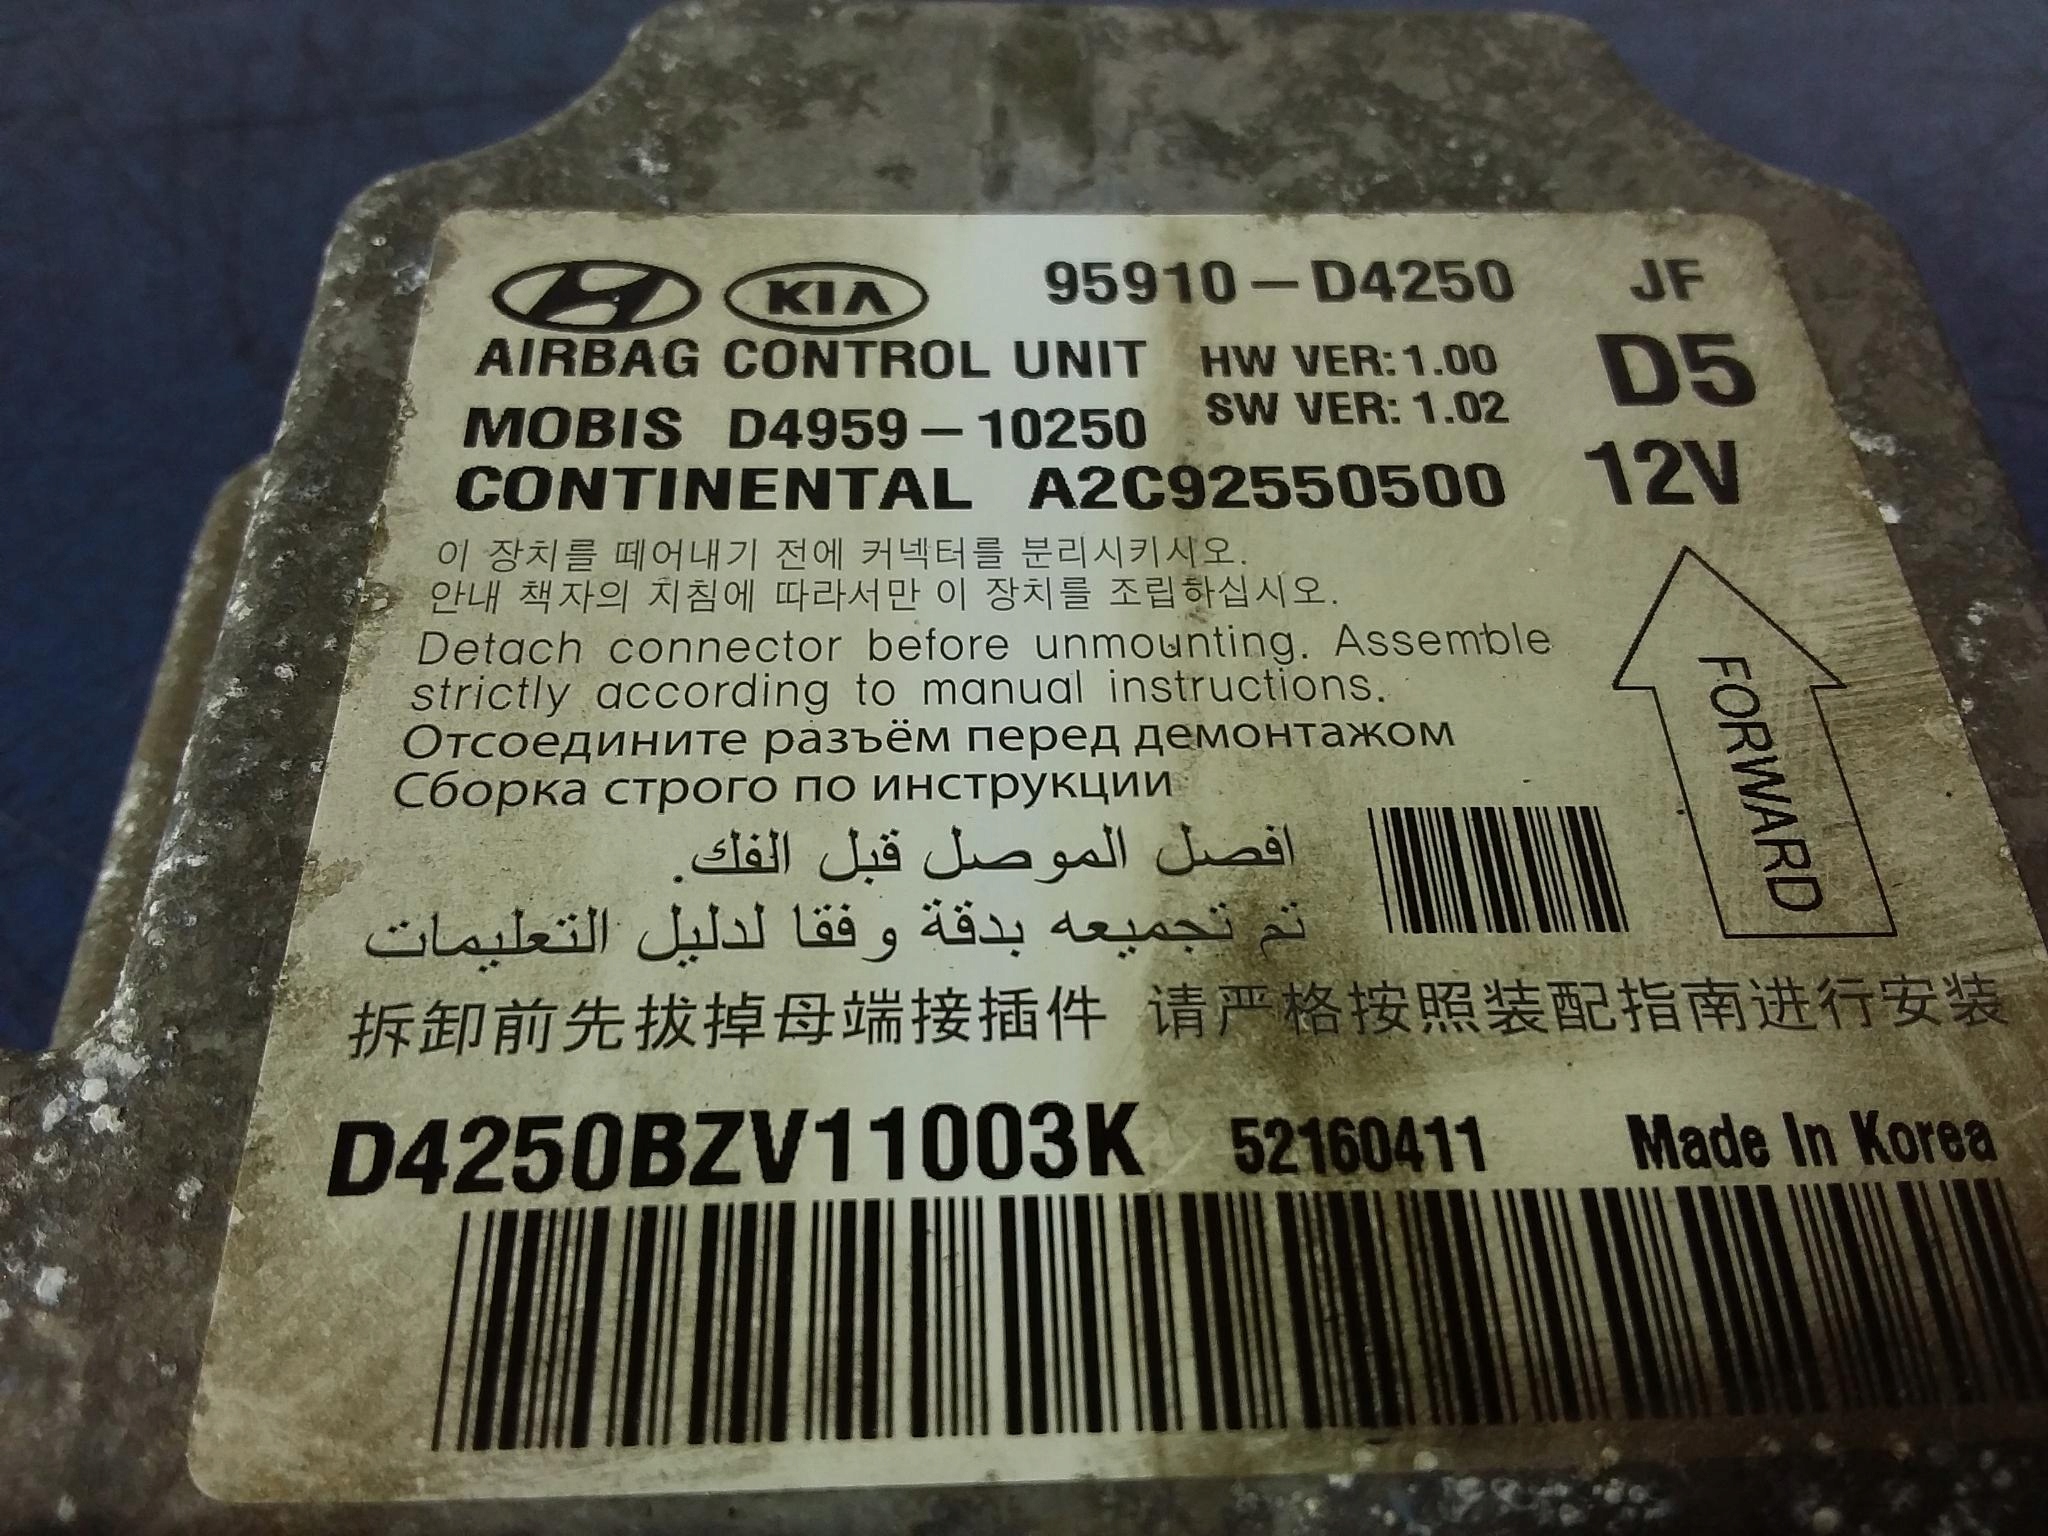 KIA 95910-D4250 JF
AIRBAG CONTROL UNIT HW VER: 1.00 D5
MOBIS D4959-10250 SW VER: 1.02
CONTINENTAL A2C92550500 12V
이 장치를 떼어내기 전에 커넥터를 분리시키시오.
안내 책자의 지침에 따라서만 이 장치를 조립하십시오.
Detach connector before unmounting. Assemble
strictly according to manual instructions.
FORWARD
Отсоедините разъём перед демонтажом
Сборка строго по инструкции
افصل الموصل قبل الفك.
تم تجميعه بدقة وفقا لدليل التعليمات
拆卸前先拔掉母端接插件 请严格按照装配指南进行安装
D4250BZV11003K 52160411 Made In Korea